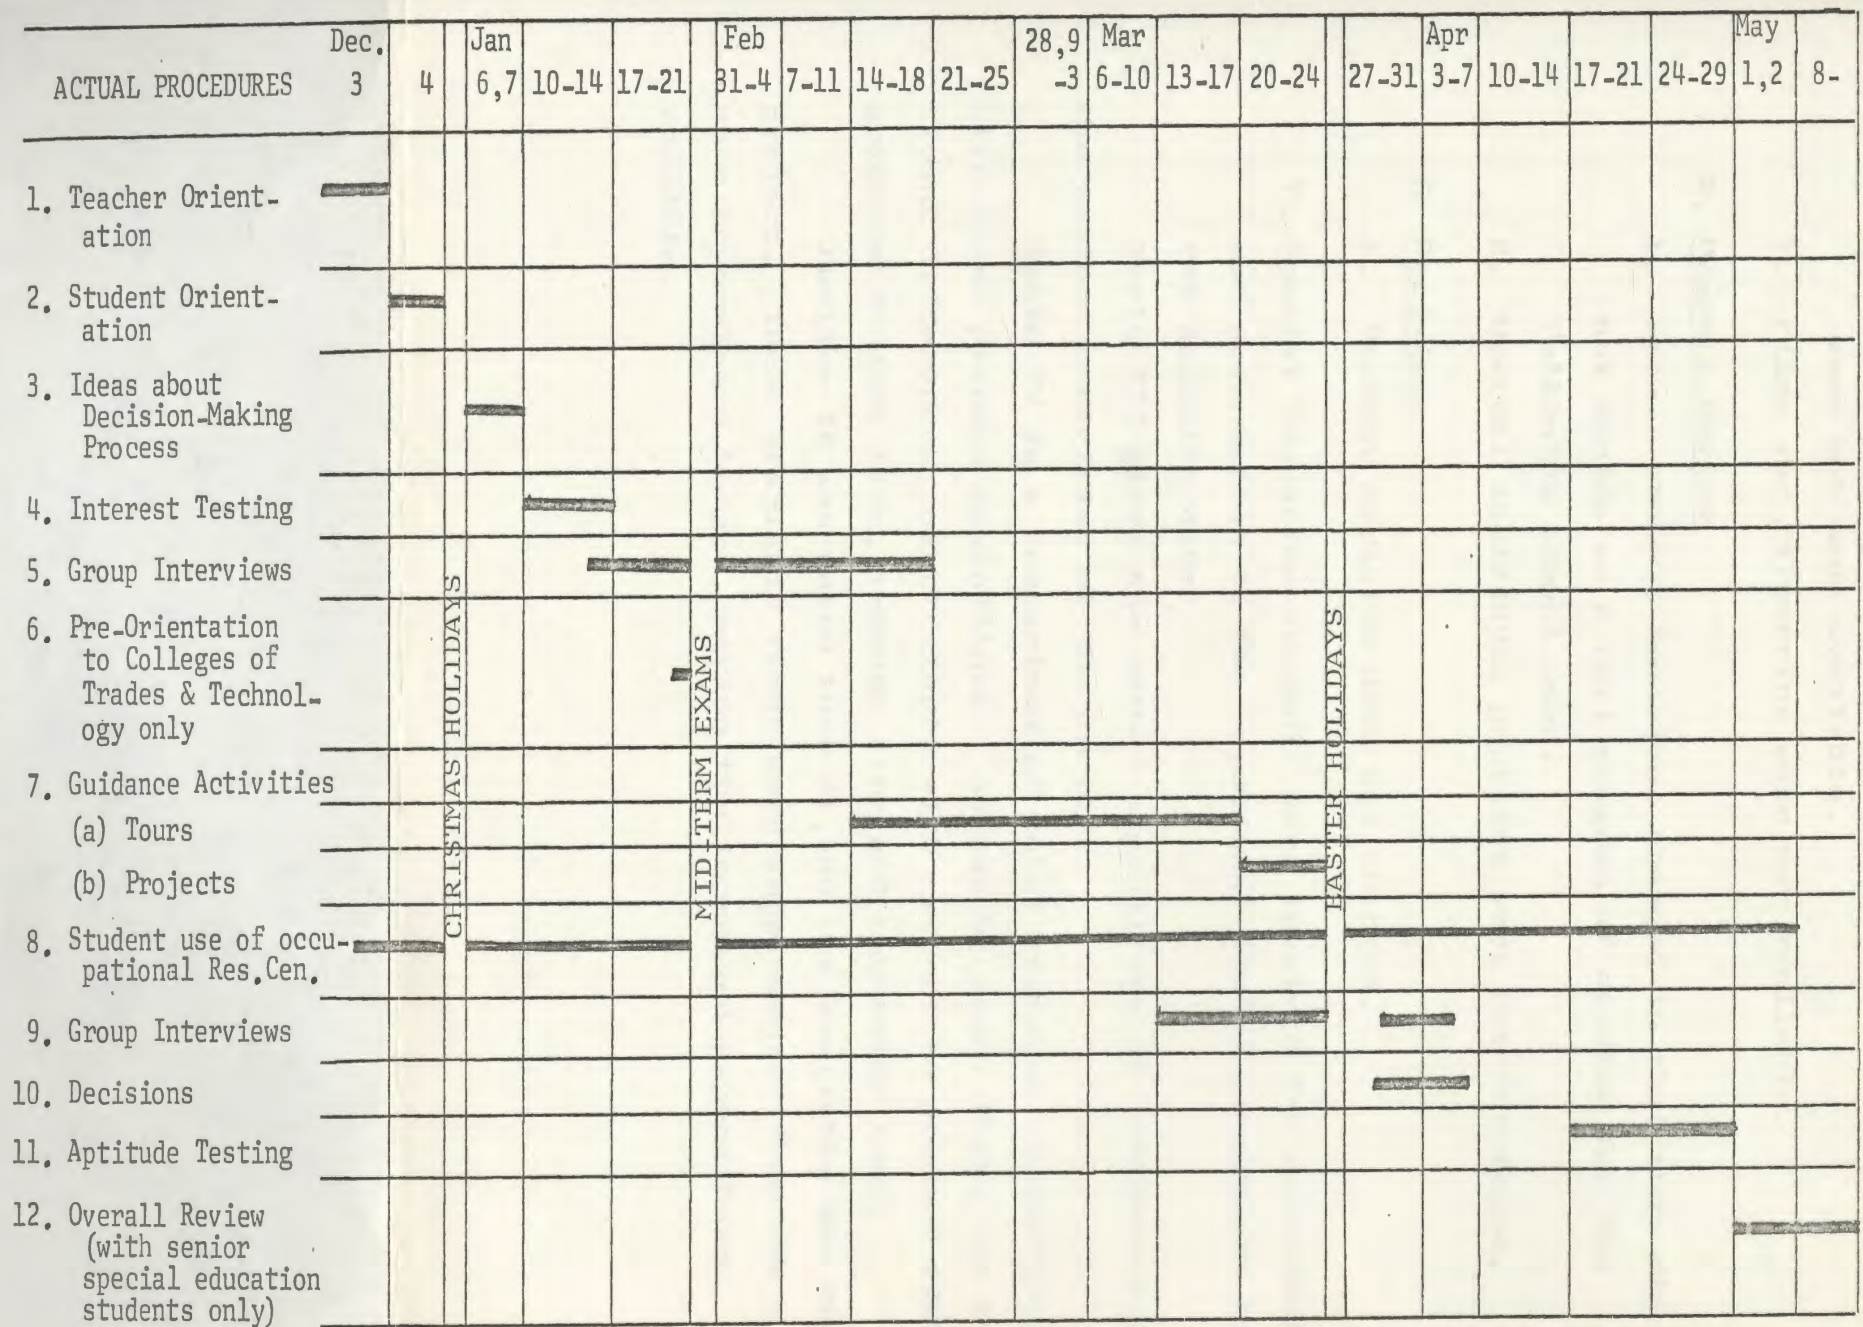 Dec. Jan Feb 28,9 Mar Apr May
ACTUAL PROCEDURES 3 4 6,7 10-14 17-21 31-4 7-11 14-18 21-25 -3 6-10 13-17 20-24 27-31 3-7 10-14 17-21 24-29 1,2 8-
1. Teacher Orient-
ation
2. Student Orient-
ation
3. Ideas about
Decision-Making
Process
4. Interest Testing
5. Group Interviews
6. Pre-Orientation
to Colleges of
Trades & Technol-
ogy only
7. Guidance Activities
(a) Tours
(b) Projects
8. Student use of occu-
pational Res.Cen.
9. Group Interviews
10. Decisions
11. Aptitude Testing
12. Overall Review
(with senior
special education
students only)
CHRISTMAS HOLIDAYS
MID-TERM EXAMS
EASTER HOLIDAYS